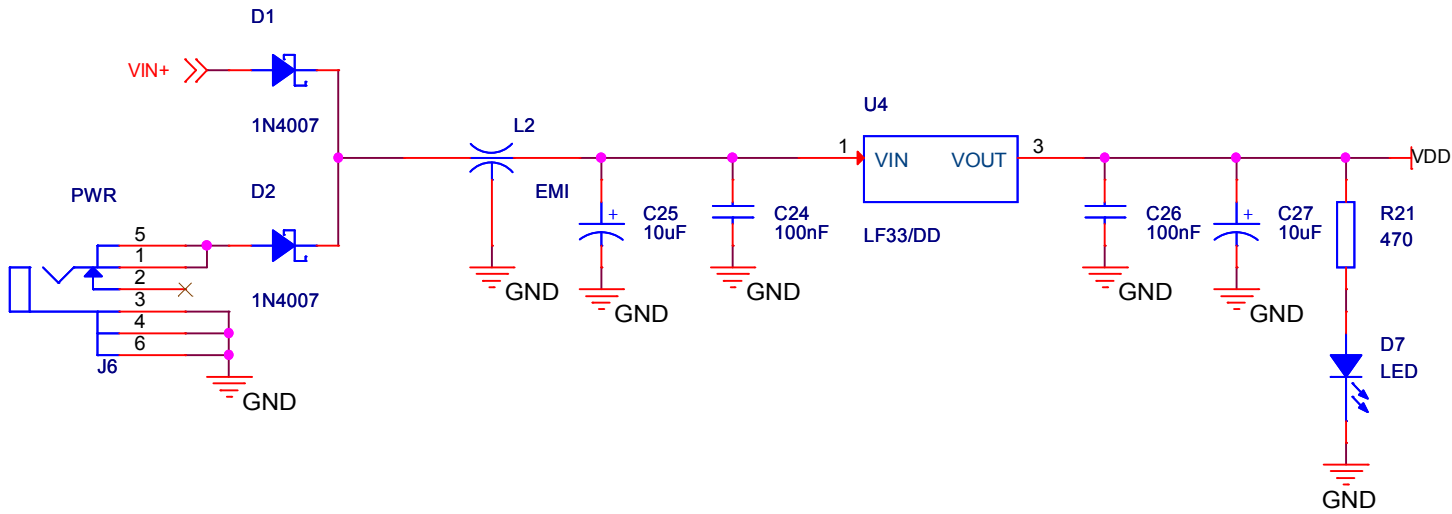 D1
VIN+
1N4007
PWR
D2
5
1
2
3
4
6
1N4007
J6
GND
L2
EMI
GND
C25
10uF
GND
C24
100nF
GND
U4
1
VIN
VOUT
3
LF33/DD
C26
100nF
GND
C27
10uF
GND
VDD
R21
470
D7
LED
GND